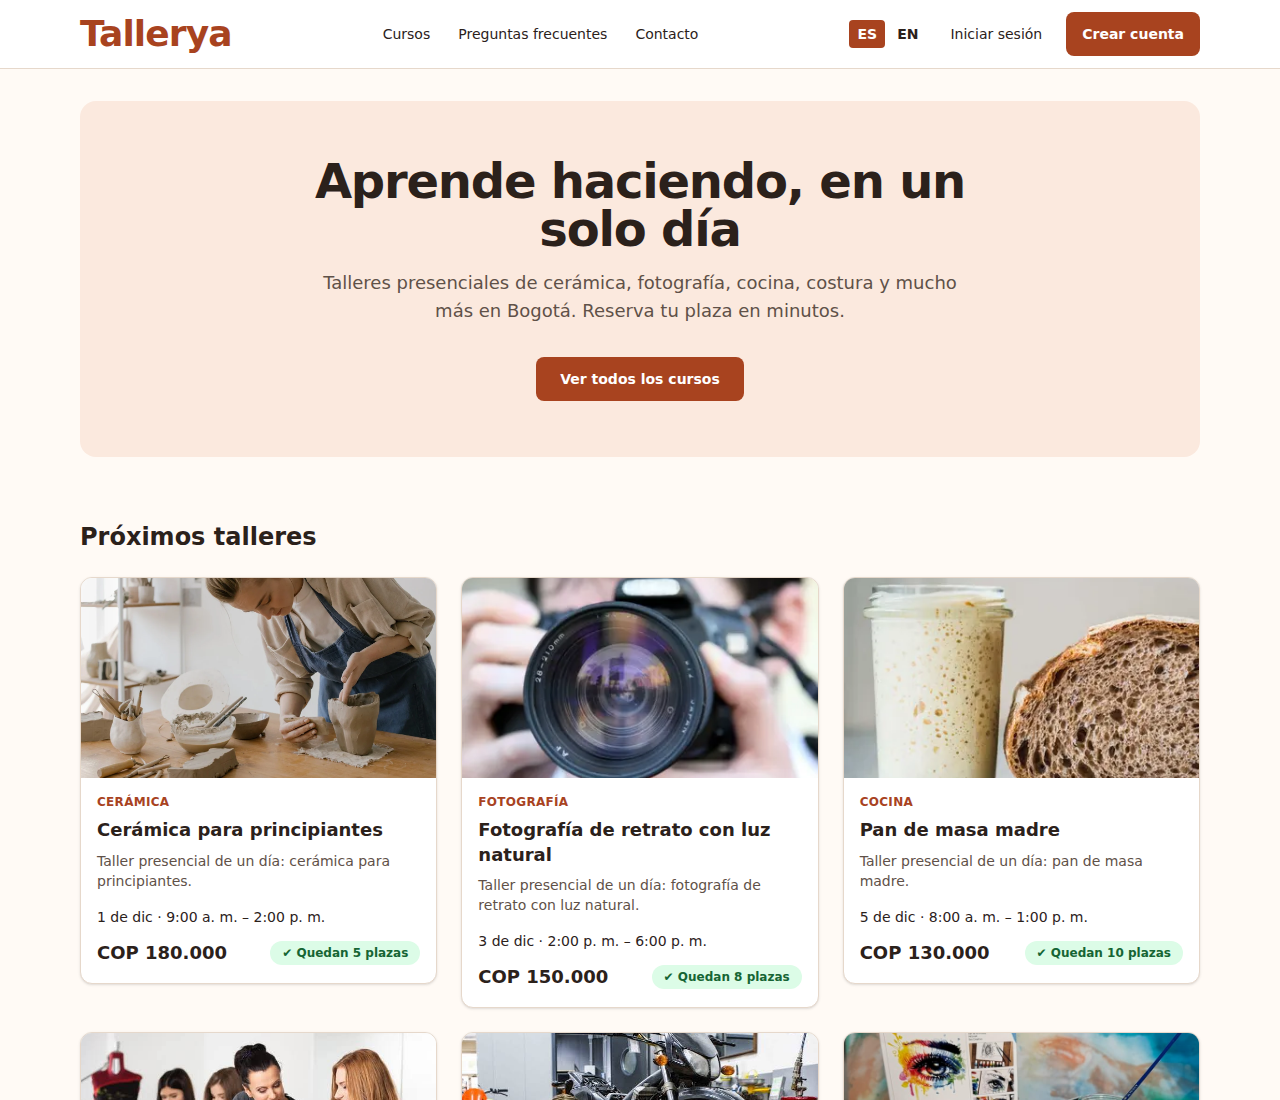 Tallerya
Cursos
Preguntas frecuentes
Contacto
ES
EN
Iniciar sesión
Crear cuenta
Aprende haciendo, en un
solo día
Talleres presenciales de cerámica, fotografía, cocina, costura y mucho
más en Bogotá. Reserva tu plaza en minutos.
Ver todos los cursos
Próximos talleres
CERÁMICA
Cerámica para principiantes
Taller presencial de un día: cerámica para
principiantes.
1 de dic · 9:00 a. m. – 2:00 p. m.
COP 180.000
✔ Quedan 5 plazas
28-210mm
JAPAN
AF
FOTOGRAFÍA
Fotografía de retrato con luz
natural
Taller presencial de un día: fotografía de
retrato con luz natural.
3 de dic · 2:00 p. m. – 6:00 p. m.
COP 150.000
✔ Quedan 8 plazas
COCINA
Pan de masa madre
Taller presencial de un día: pan de masa
madre.
5 de dic · 8:00 a. m. – 1:00 p. m.
COP 130.000
✔ Quedan 10 plazas